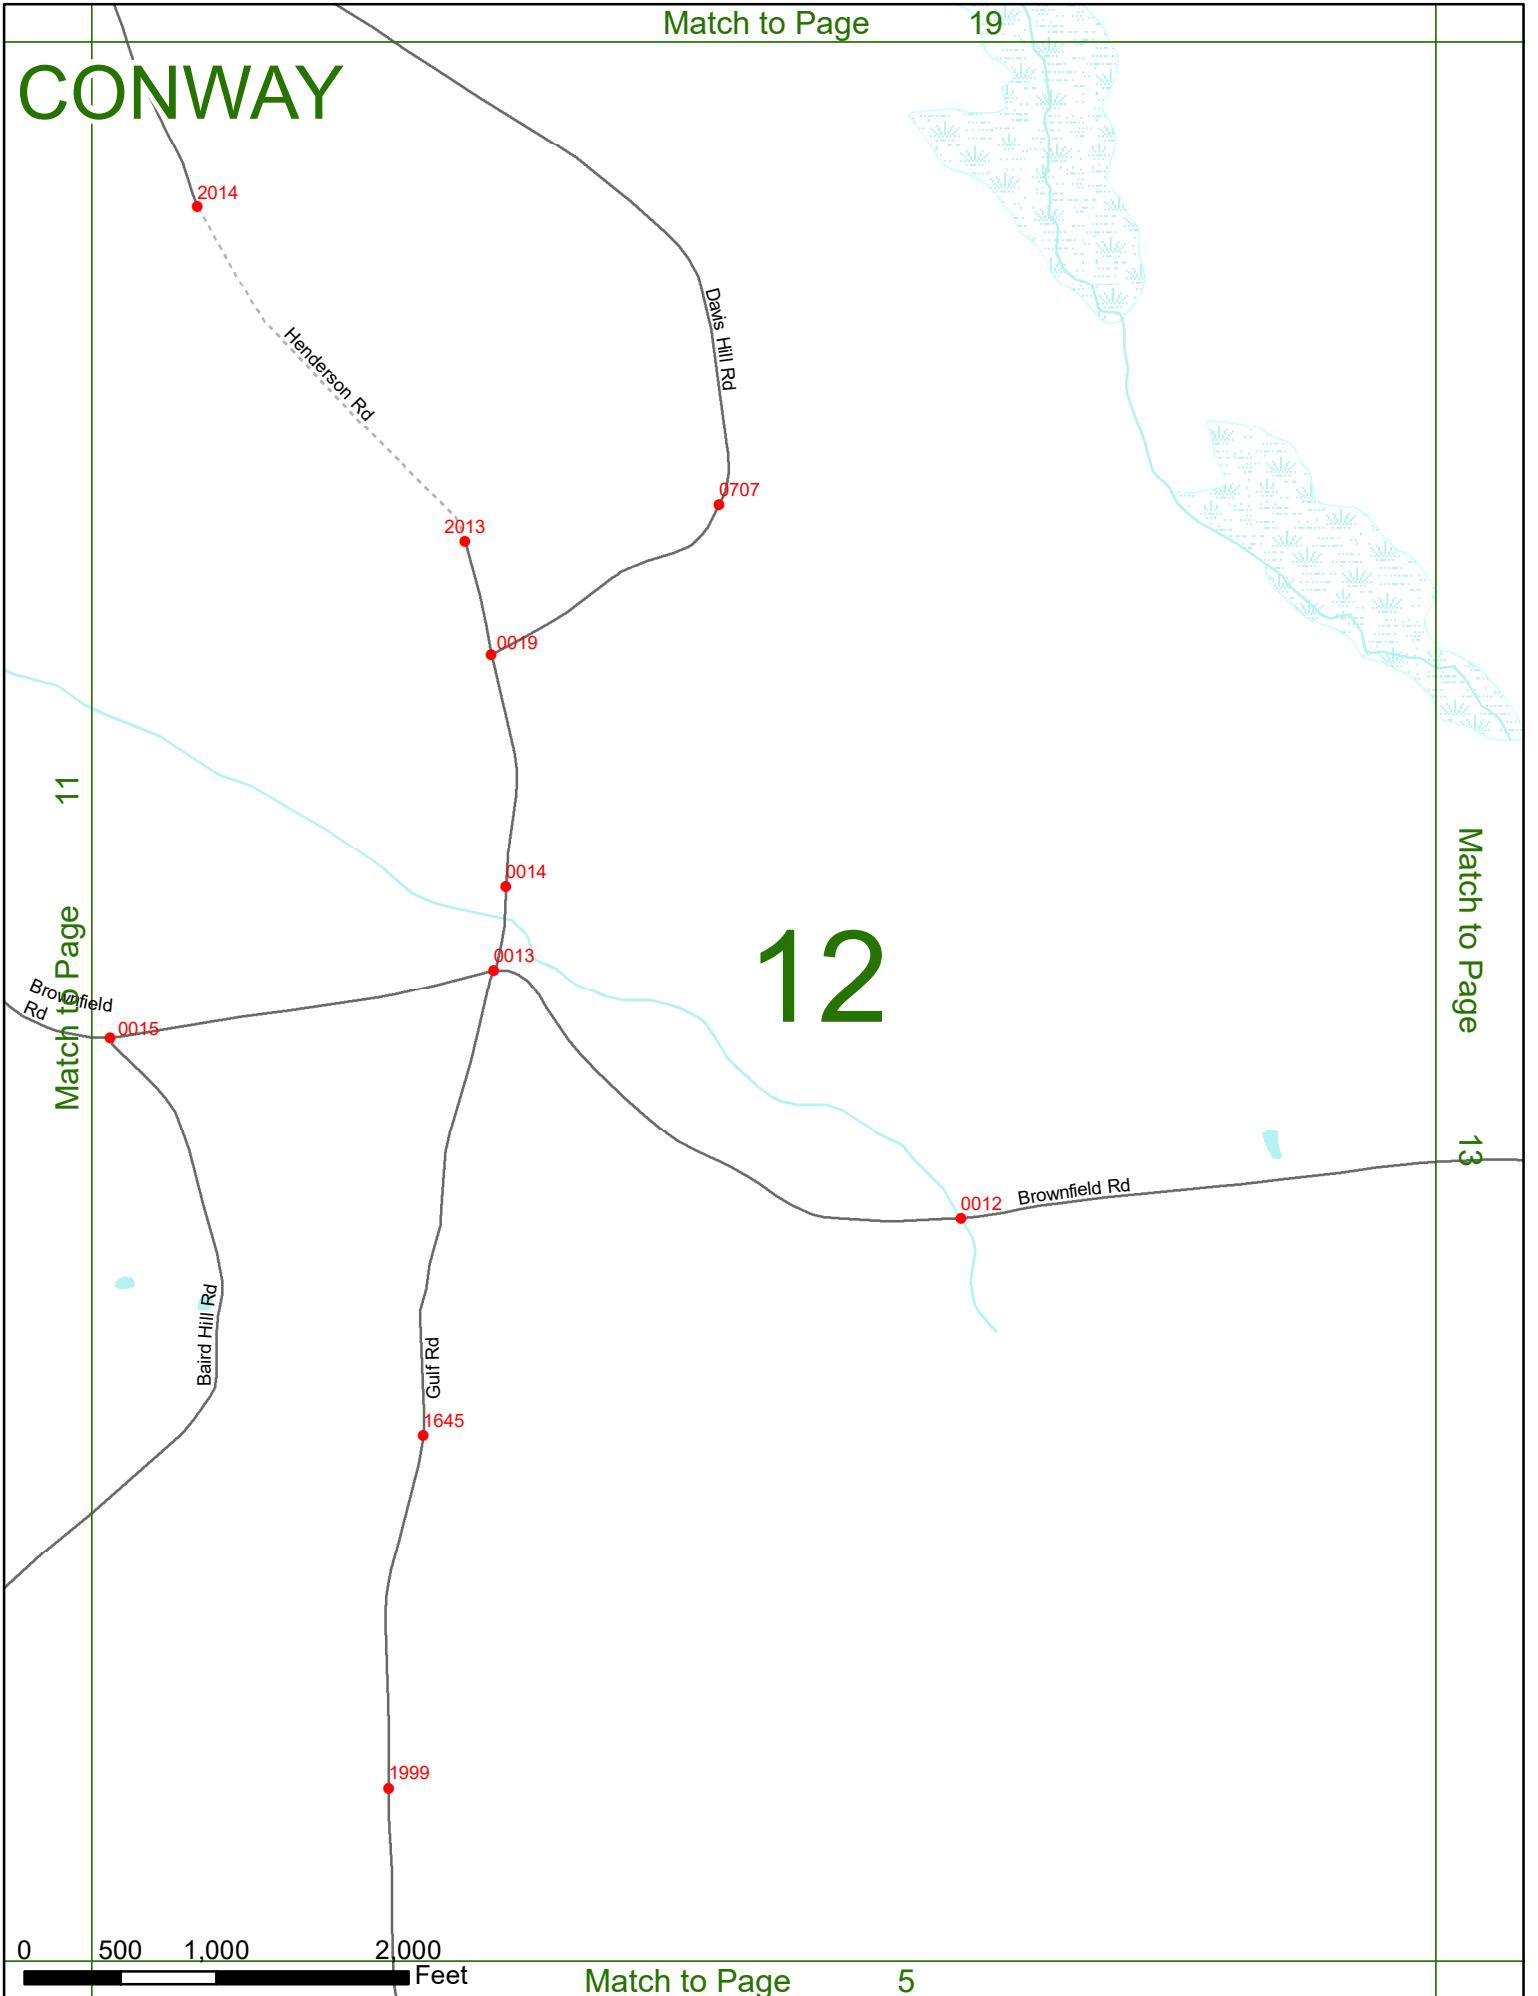 Match to Page 19
CONWAY
2014
Davis Hill Rd
Henderson Rd
0707
2013
0019
Match to Page 11
0014
12
Match to Page 13
0013
Brownfield
Rd
0015
0012
Brownfield Rd
Baird Hill Rd
Gulf Rd
1645
1999
0 500 1,000 2,000
Feet
Match to Page 5